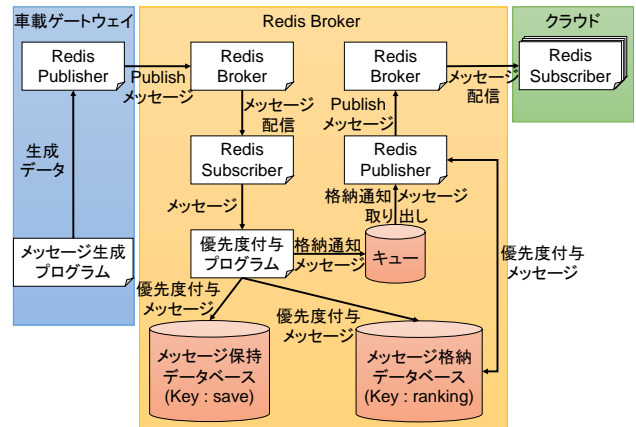 車載ゲートウェイ
Redis
Publisher
生成
データ
メッセージ生成
プログラム
Publish
メッセージ
Redis Broker
Redis
Broker
メッセージ
配信
Redis
Subscriber
メッセージ
優先度付与
プログラム
格納通知
メッセージ
キュー
格納通知メッセージ
取り出し
Redis
Publisher
Publish
メッセージ
Redis
Broker
メッセージ
配信
優先度付与
メッセージ
優先度付与
メッセージ
優先度付与
メッセージ
メッセージ保持
データベース
(Key : save)
メッセージ格納
データベース
(Key : ranking)
クラウド
Redis
Subscriber